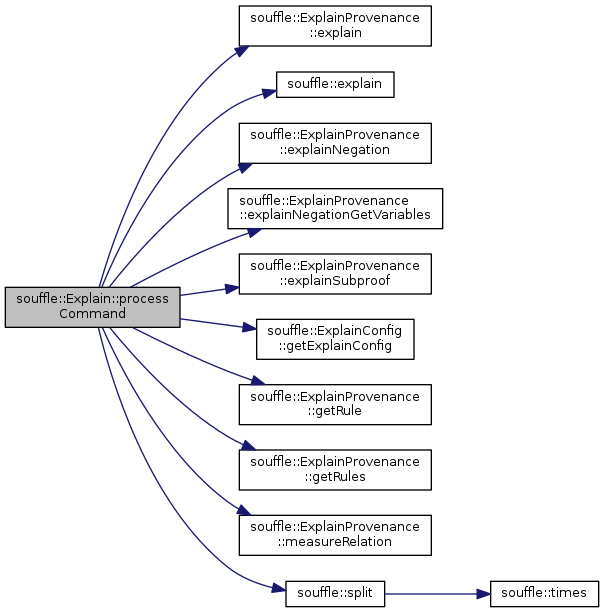 souffle::ExplainProvenance
::explain
souffle::explain
souffle::ExplainProvenance
::explainNegation
souffle::ExplainProvenance
::explainNegationGetVariables
souffle::ExplainProvenance
::explainSubproof
souffle::Explain::process
Command
souffle::ExplainConfig
::getExplainConfig
souffle::ExplainProvenance
::getRule
souffle::ExplainProvenance
::getRules
souffle::ExplainProvenance
::measureRelation
souffle::split
souffle::times